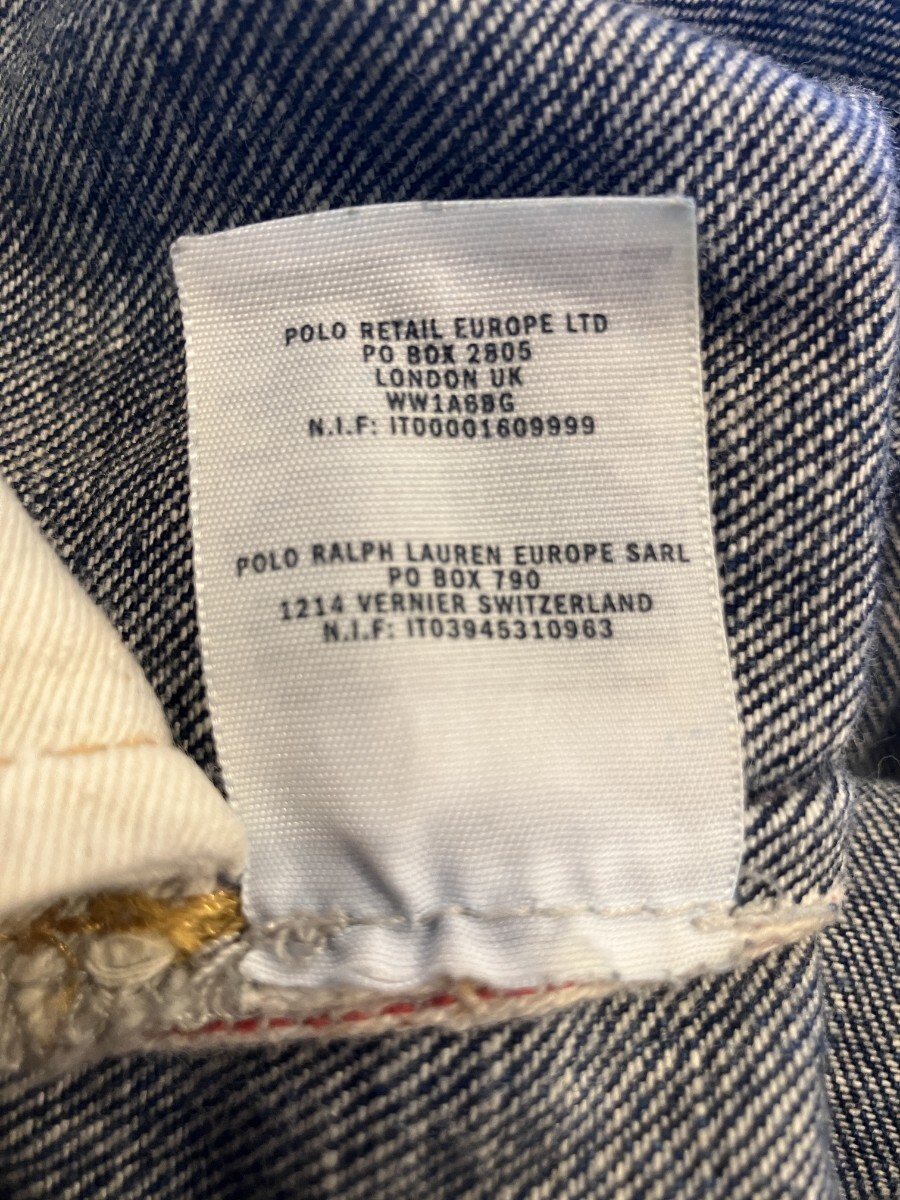 POLO RETAIL EUROPE LTD
PO BOX 2805
LONDON UK
WW1A6BG
N.I.F: IT00001609999
POLO RALPH LAUREN EUROPE SARL
PO BOX 790
1214 VERNIER SWITZERLAND
N.I.F: IT03945310963